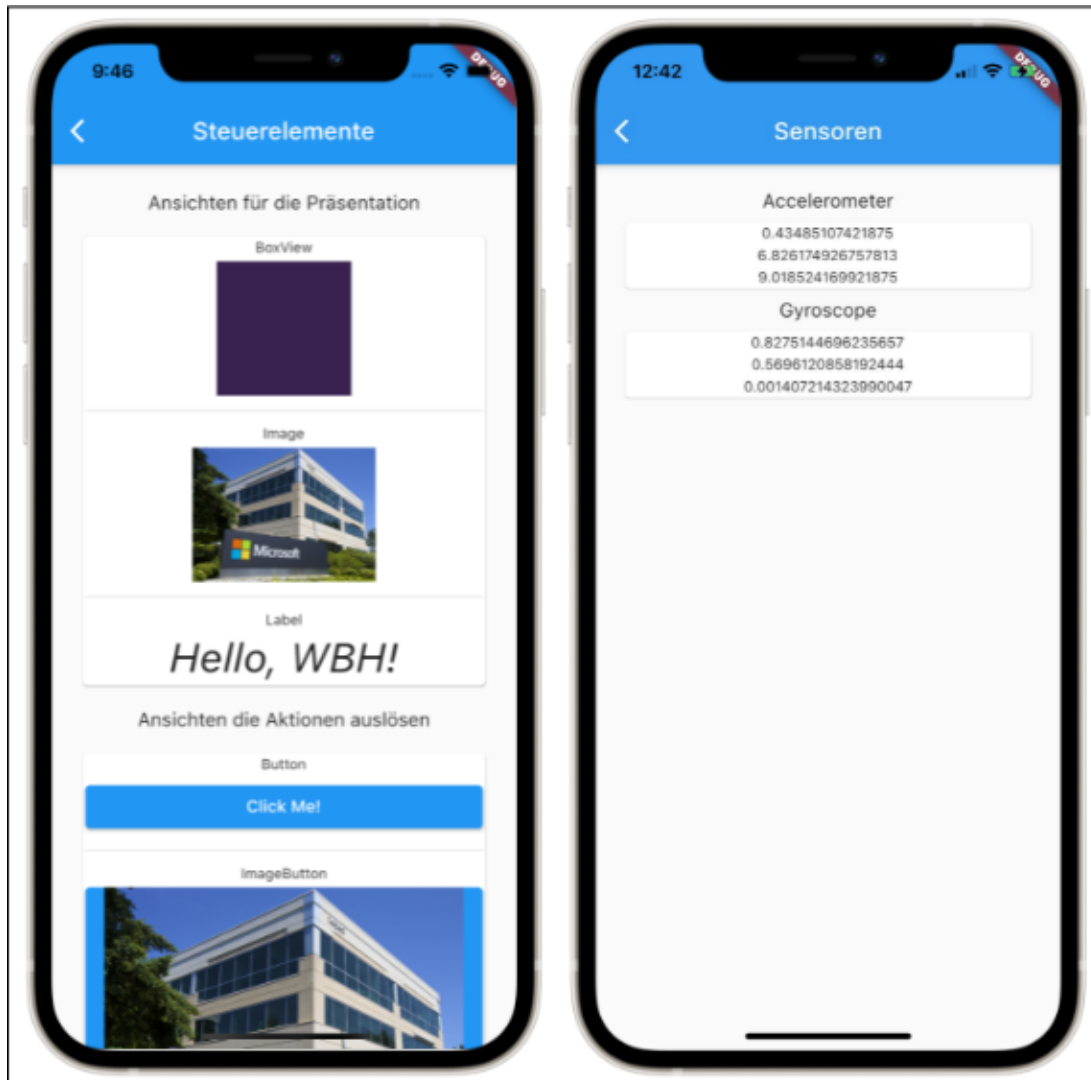 9:46
DEBUG
Steuerelemente
Ansichten für die Präsentation
BoxView
Image
Microsoft
Label
Hello, WBH!
Ansichten die Aktionen auslösen
Button
Click Me!
ImageButton
12:42
DEBUG
Sensoren
Accelerometer
0.43485107421875
6.826174926757813
9.018524169921875
Gyroscope
0.8275144696235657
0.5696120858192444
0.001407214323990047